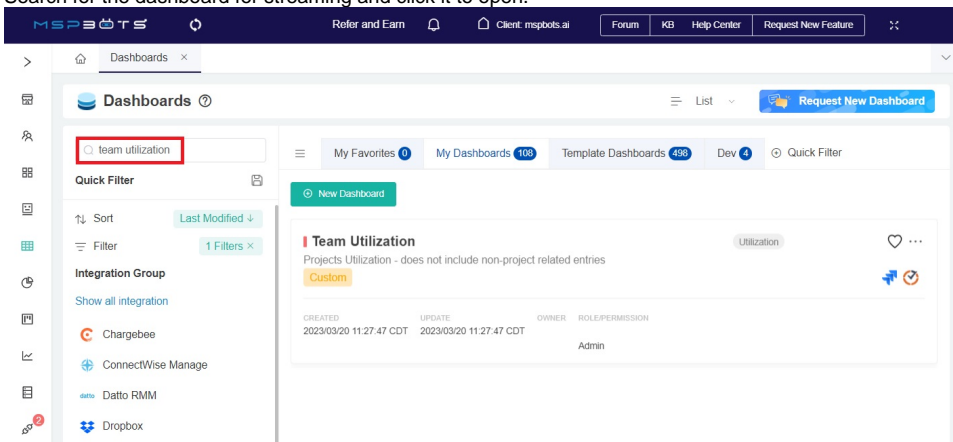 Search for the dashboard for streaming and click it to open.
MSPBOTS
Refer and Earn
Client: mspbots.ai
Forum
KB
Help Center
Request New Feature
Dashboards ×
Dashboards
List
Request New Dashboard
team utilization
Quick Filter
Sort
Last Modified ↓
Filter
1 Filters ×
Integration Group
Show all integration
Chargebee
ConnectWise Manage
datto Datto RMM
Dropbox
2
My Favorites 0
My Dashboards 108
Template Dashboards 498
Dev 4
Quick Filter
New Dashboard
Team Utilization
Utilization
Projects Utilization - does not include non-project related entries
Custom
CREATED UPDATE OWNER ROLE/PERMISSION
2023/03/20 11:27:47 CDT 2023/03/20 11:27:47 CDT
Admin